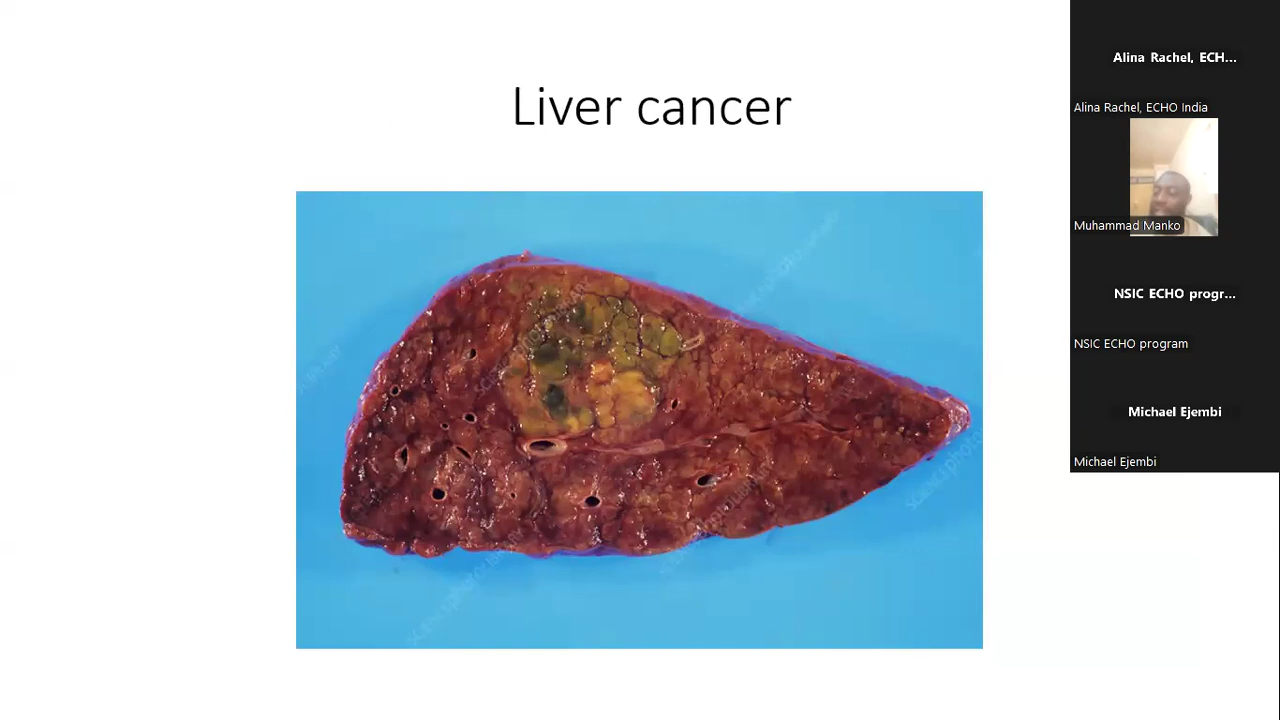 Liver cancer
Alina Rachel, ECH...
Alina Rachel, ECHO India
Muhammad Manko
NSIC ECHO progr...
NSIC ECHO program
Michael Ejembi
Michael Ejembi